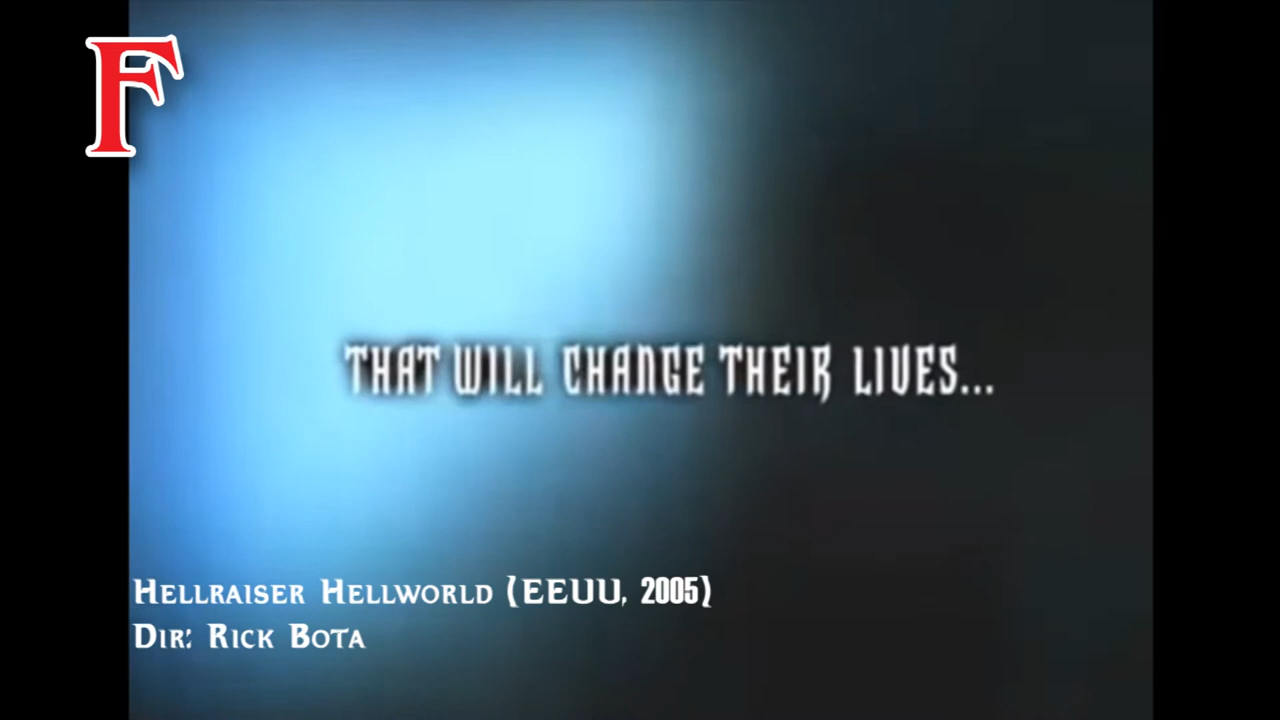 F
THAT WILL CHANGE THEIR LIVES...
HELLRAISER HELLWORLD (EEUU, 2005)
DIR: RICK BOTA